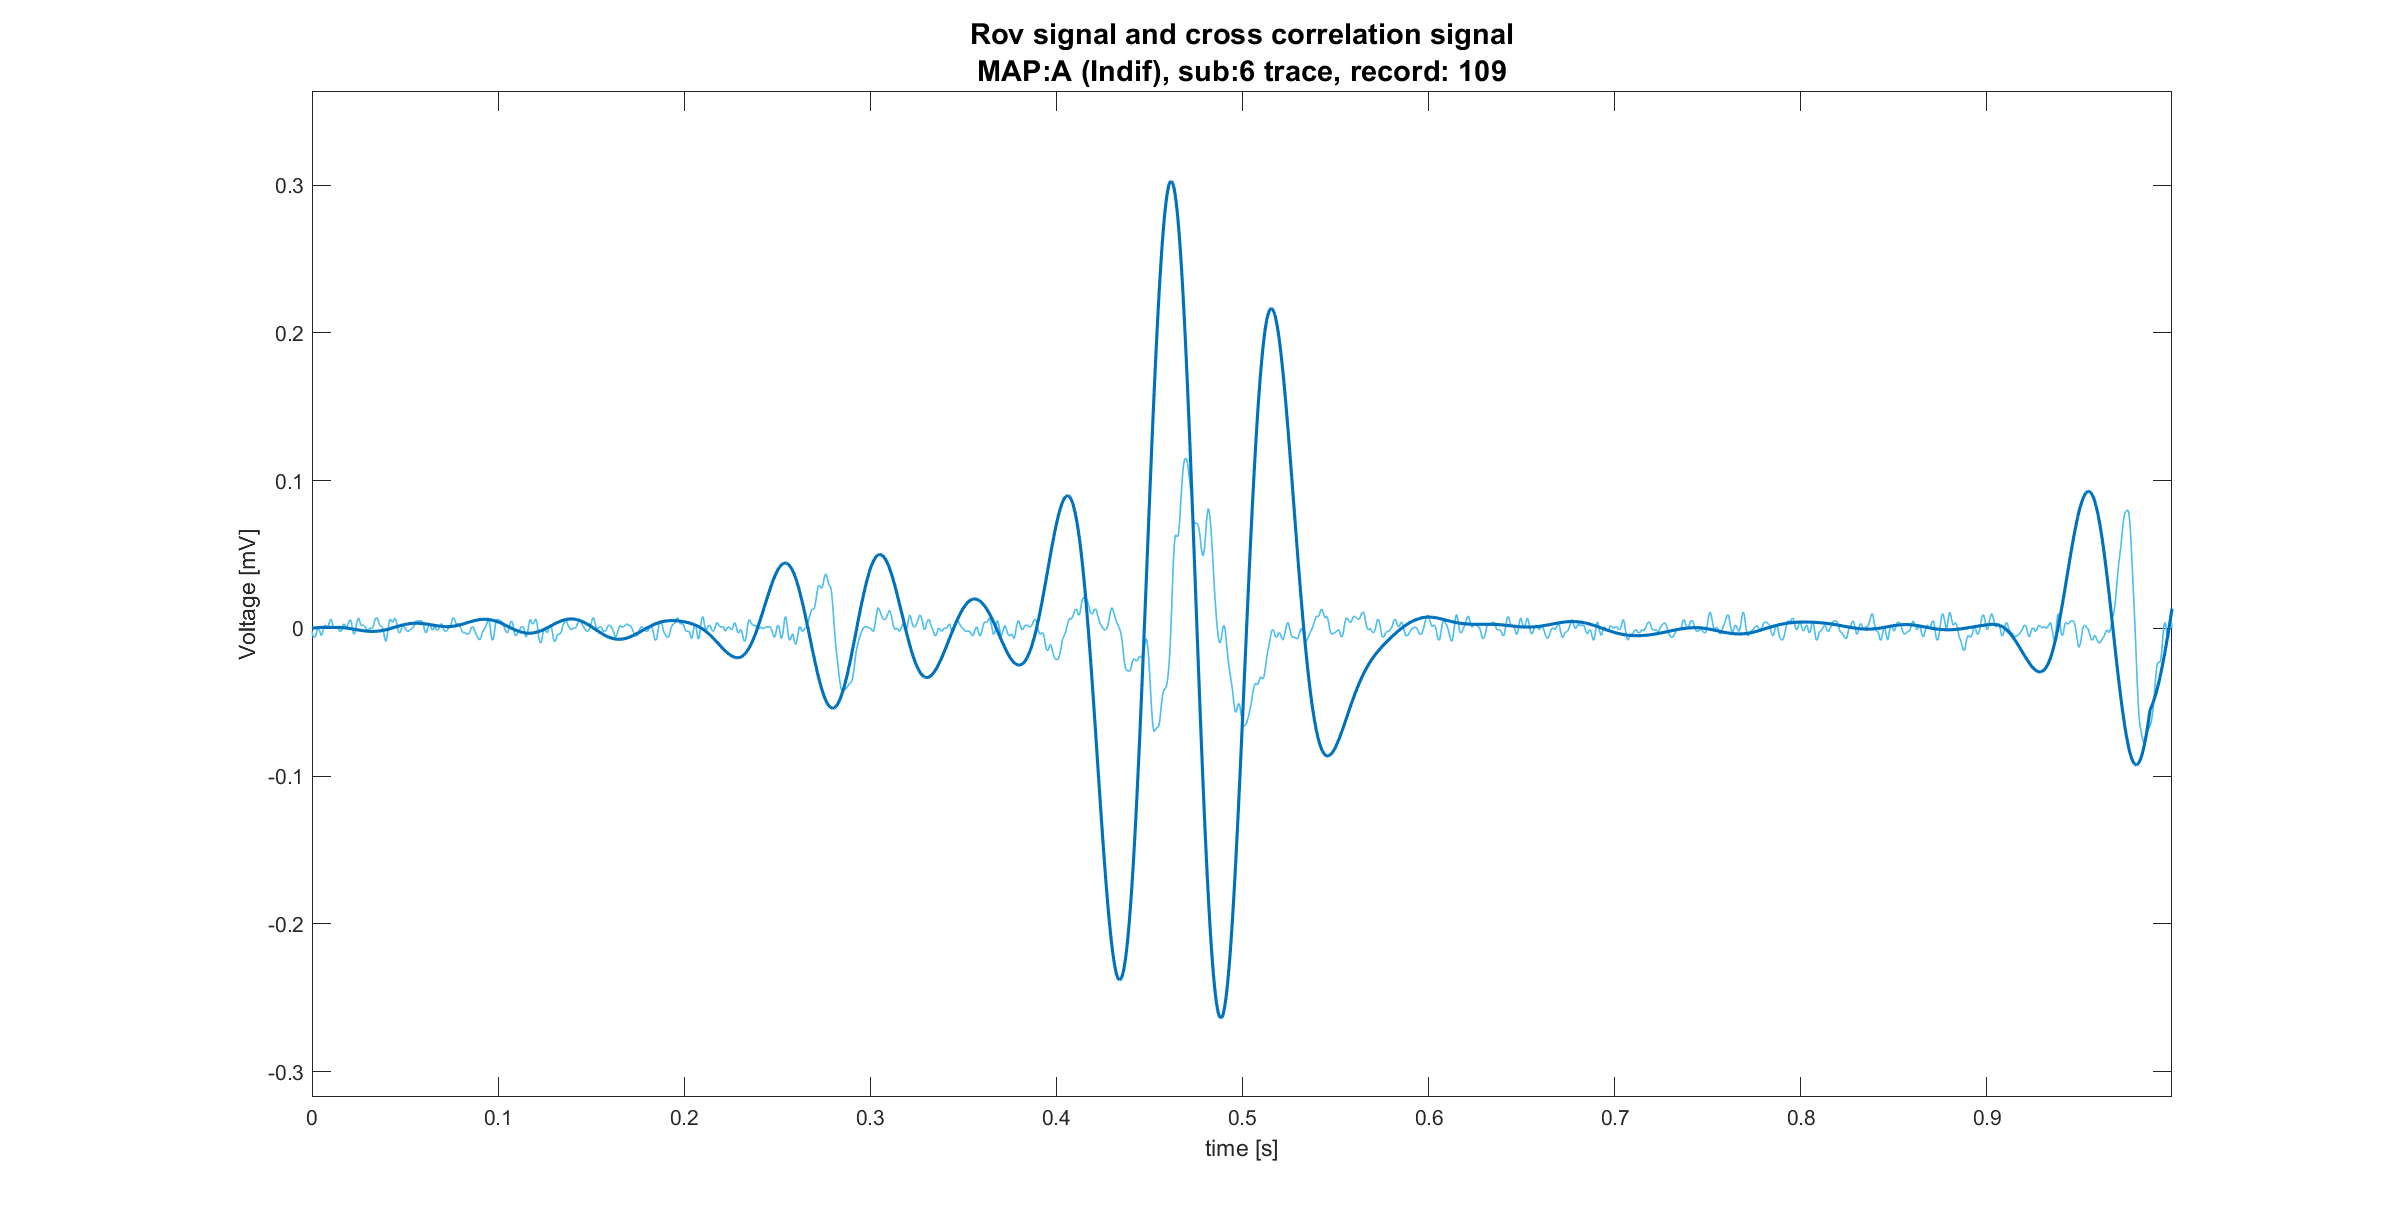 Rov signal and cross correlation signal
MAP:A (Indif), sub:6 trace, record: 109
Voltage [mV]
0.3
0.2
0.1
0
-0.1
-0.2
-0.3
0 0.1 0.2 0.3 0.4 0.5 0.6 0.7 0.8 0.9
time [s]